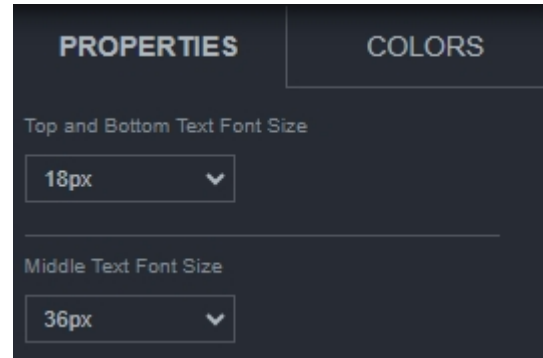 PROPERTIES COLORS
Top and Bottom Text Font Size
18px
Middle Text Font Size
36px